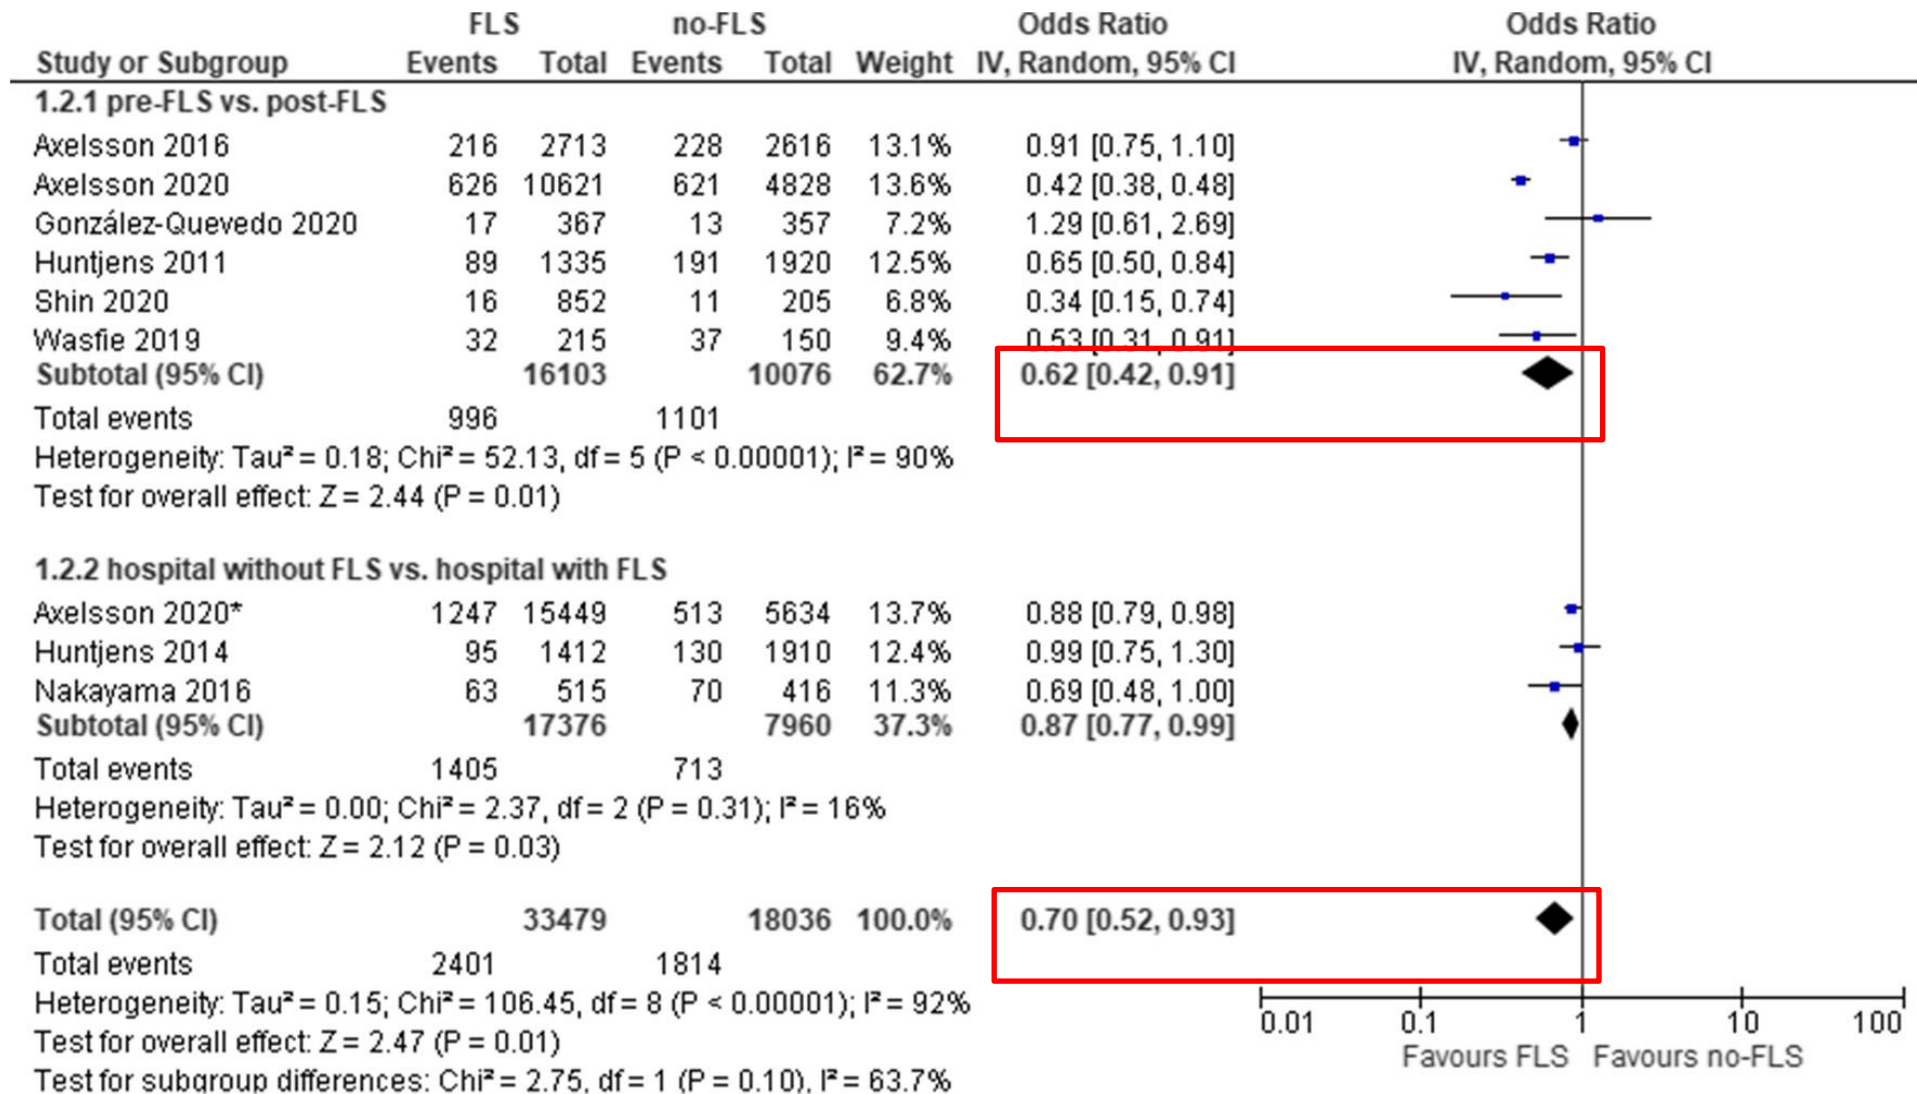 FLS no-FLS Odds Ratio Odds Ratio
Study or Subgroup Events Total Events Total Weight IV, Random, 95% CI IV, Random, 95% CI
1.2.1 pre-FLS vs. post-FLS
Axelsson 2016 216 2713 228 2616 13.1% 0.91 [0.75, 1.10]
Axelsson 2020 626 10621 621 4828 13.6% 0.42 [0.38, 0.48]
González-Quevedo 2020 17 367 13 357 7.2% 1.29 [0.61, 2.69]
Huntjens 2011 89 1335 191 1920 12.5% 0.65 [0.50, 0.84]
Shin 2020 16 852 11 205 6.8% 0.34 [0.15, 0.74]
Wasfie 2019 32 215 37 150 9.4% 0.53 [0.31, 0.91]
Subtotal (95% CI) 16103 10076 62.7% 0.62 [0.42, 0.91]
Total events 996 1101
Heterogeneity: Tau² = 0.18; Chi² = 52.13, df = 5 (P < 0.00001); I² = 90%
Test for overall effect: Z = 2.44 (P = 0.01)
1.2.2 hospital without FLS vs. hospital with FLS
Axelsson 2020* 1247 15449 513 5634 13.7% 0.88 [0.79, 0.98]
Huntjens 2014 95 1412 130 1910 12.4% 0.99 [0.75, 1.30]
Nakayama 2016 63 515 70 416 11.3% 0.69 [0.48, 1.00]
Subtotal (95% CI) 17376 7960 37.3% 0.87 [0.77, 0.99]
Total events 1405 713
Heterogeneity: Tau² = 0.00; Chi² = 2.37, df = 2 (P = 0.31); I² = 16%
Test for overall effect: Z = 2.12 (P = 0.03)
Total (95% CI) 33479 18036 100.0% 0.70 [0.52, 0.93]
Total events 2401 1814
Heterogeneity: Tau² = 0.15; Chi² = 106.45, df = 8 (P < 0.00001); I² = 92%
0.01 0.1 1 10 100
Test for overall effect: Z = 2.47 (P = 0.01)
Favours FLS Favours no-FLS
Test for subgroup differences: Chi² = 2.75, df = 1 (P = 0.10), I² = 63.7%